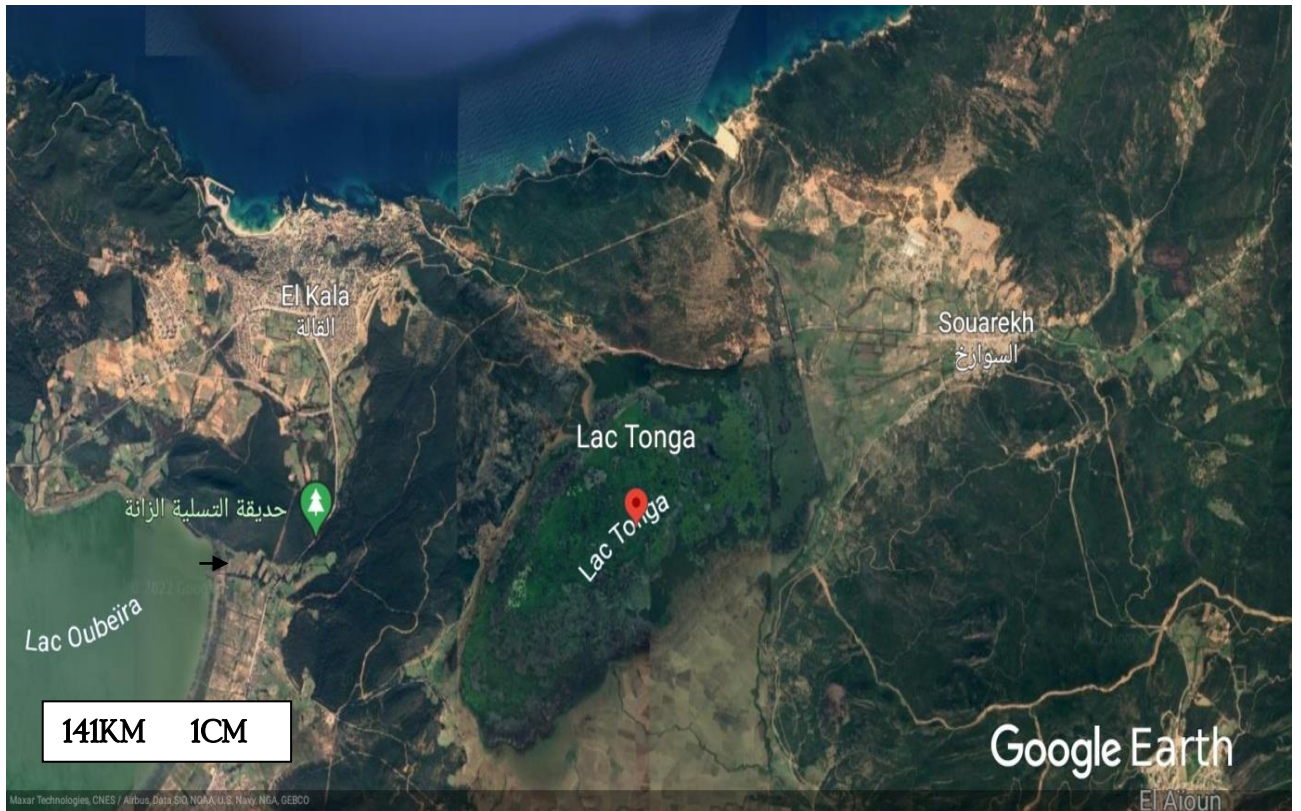 El Kala
القالة
Souarekh
السوارخ
Lac Tonga
Lac Tonga
حديقة التسلية الزانة
Lac Oubeïra
141KM 1CM
Google Earth
Maxar Technologies, CNES / Airbus, Data SIO, NOAA, U.S. Navy, NGA, GEBCO
El Aïoun